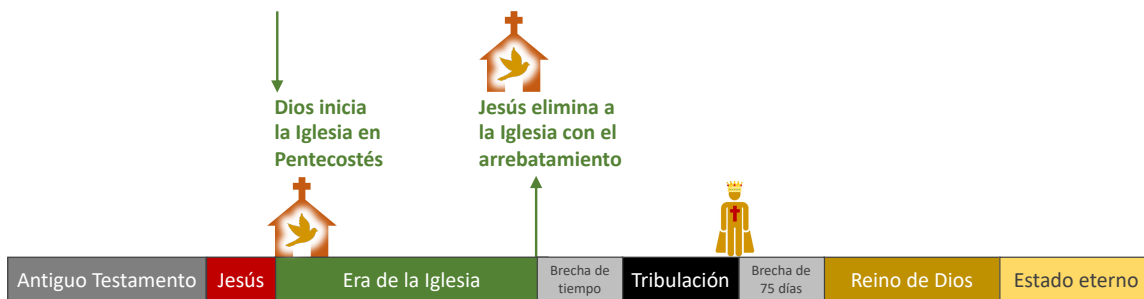 Dios inicia
la Iglesia en
Pentecostés
Jesús elimina a
la Iglesia con el
arrebatamiento
Antiguo Testamento
Jesús
Era de la Iglesia
Brecha de
tiempo
Tribulación
Brecha de
75 días
Reino de Dios
Estado eterno